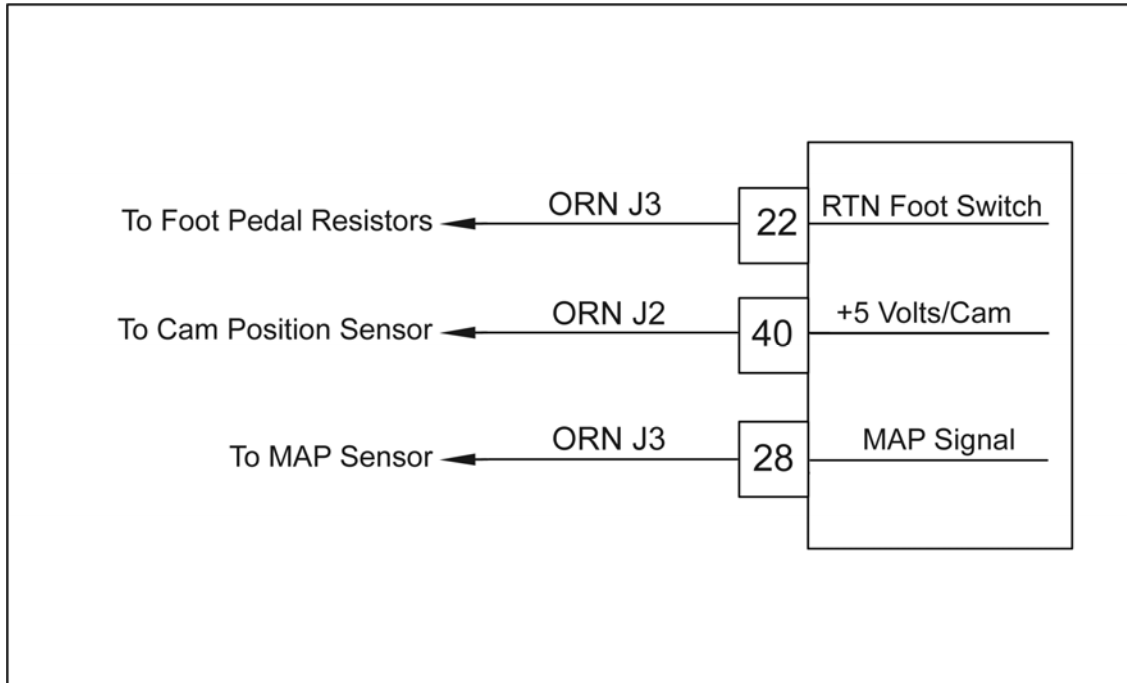 To Foot Pedal Resistors ORN J3 22 RTN Foot Switch
To Cam Position Sensor ORN J2 40 +5 Volts/Cam
To MAP Sensor ORN J3 28 MAP Signal